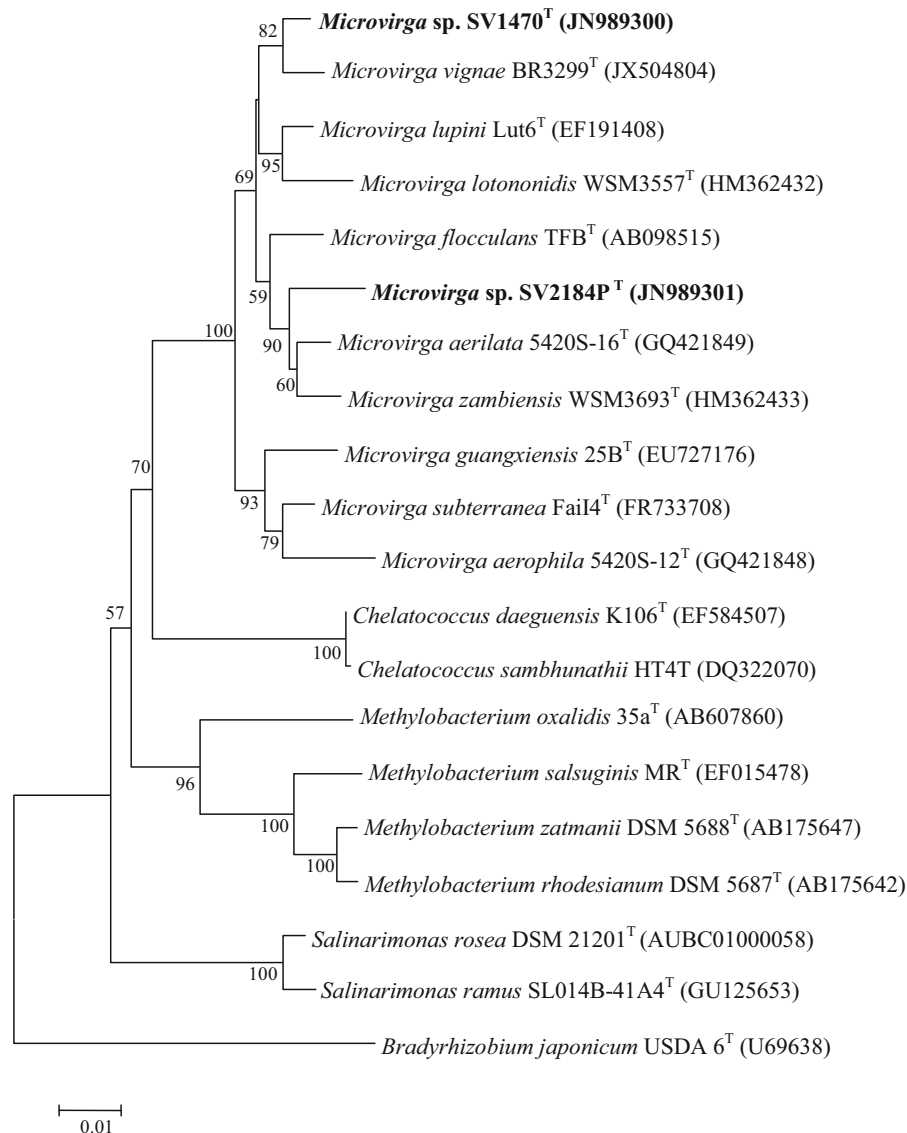 Microvirga sp. SV1470T (JN989300)
82
Microvirga vignae BR3299T (JX504804)
Microvirga lupini Lut6T (EF191408)
95
69
Microvirga lotononidis WSM3557T (HM362432)
Microvirga flocculans TFBT (AB098515)
59
Microvirga sp. SV2184P T (JN989301)
100
90
Microvirga aerilata 5420S-16T (GQ421849)
60
Microvirga zambiensis WSM3693T (HM362433)
Microvirga guangxiensis 25BT (EU727176)
70
93
Microvirga subterranea FaiI4T (FR733708)
79
Microvirga aerophila 5420S-12T (GQ421848)
57
Chelatococcus daeguensis K106T (EF584507)
100
Chelatococcus sambhunathii HT4T (DQ322070)
Methylobacterium oxalidis 35aT (AB607860)
96
Methylobacterium salsuginis MRT (EF015478)
100
Methylobacterium zatmanii DSM 5688T (AB175647)
100
Methylobacterium rhodesianum DSM 5687T (AB175642)
Salinarimonas rosea DSM 21201T (AUBC01000058)
100
Salinarimonas ramus SL014B-41A4T (GU125653)
Bradyrhizobium japonicum USDA 6T (U69638)
0.01